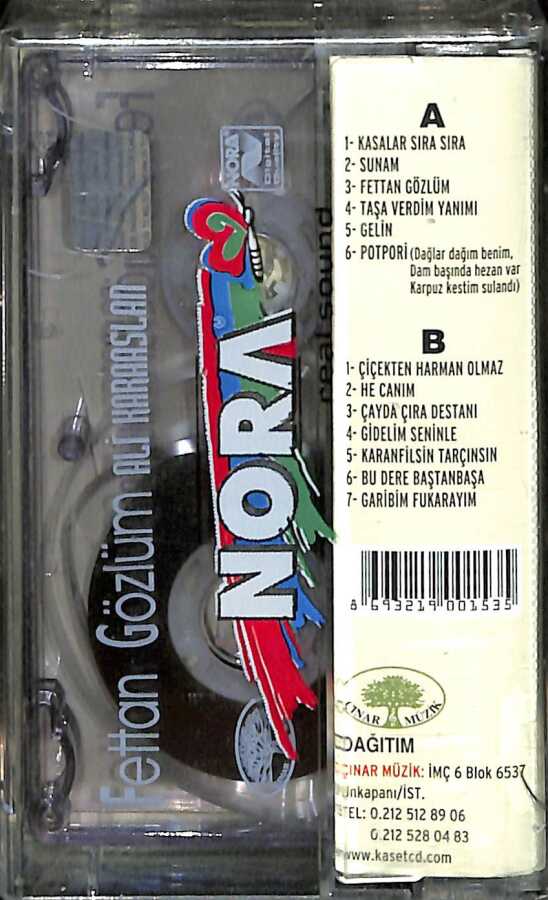 Fettan Gözlüm ALİ KARAASLAN
NORA
Digital
Quality
NORA
real sound
A
1- KASALAR SIRA SIRA
2- SUNAM
3- FETTAN GÖZLÜM
4- TAŞA VERDİM YANIMI
5- GELİN
6- POTPORİ (Dağlar dağım benim,
Dam başında hezan var
Karpuz kestim sulandı)
B
1- ÇİÇEKTEN HARMAN OLMAZ
2- HE CANIM
3- ÇAYDA ÇIRA DESTANI
4- GİDELİM SENİNLE
5- KARANFİLSİN TARÇINSIN
6- BU DERE BAŞTANBAŞA
7- GARİBİM FUKARAYIM
8 693219 001535
ÇINAR MÜZİK
DAĞITIM
ÇINAR MÜZİK: İMÇ 6 Blok 6537
Unkapanı/İST.
TEL: 0.212 512 89 06
0.212 528 04 83
www.kasetcd.com